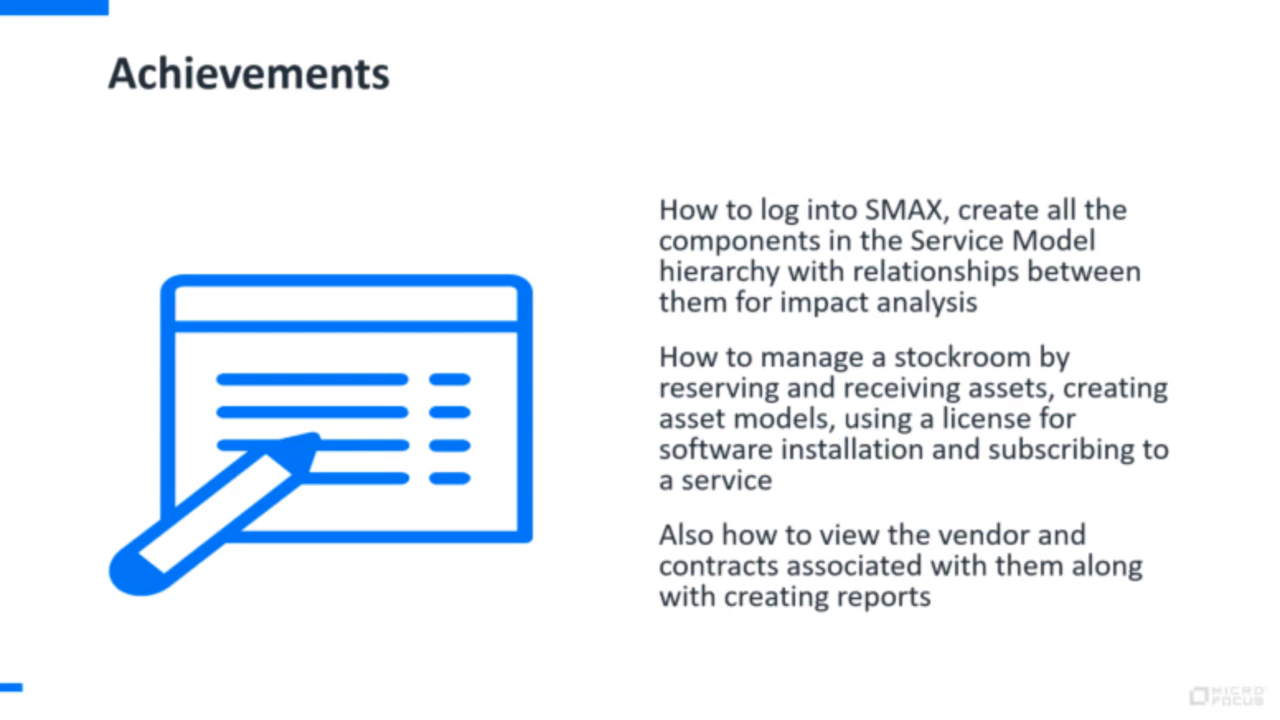 Achievements
How to log into SMAX, create all the
components in the Service Model
hierarchy with relationships between
them for impact analysis
How to manage a stockroom by
reserving and receiving assets, creating
asset models, using a license for
software installation and subscribing to
a service
Also how to view the vendor and
contracts associated with them along
with creating reports
MICRO
FOCUS